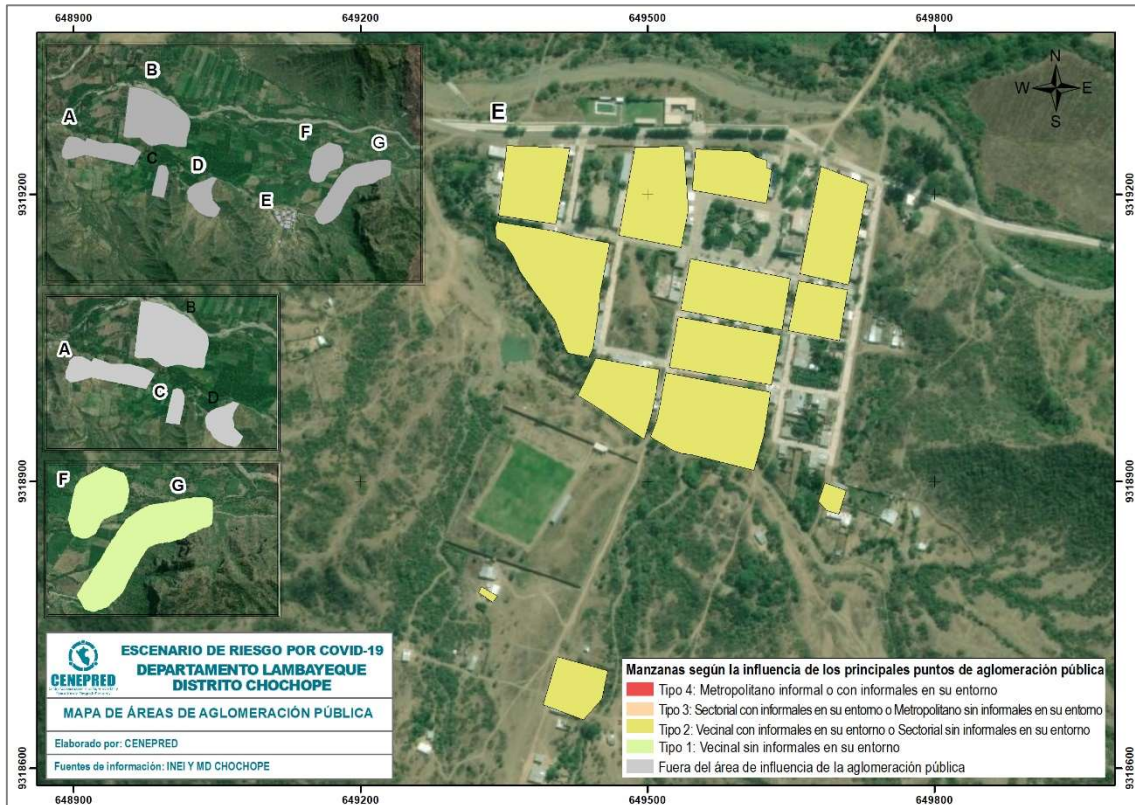 648900
649200
649500
649800
9319200
9318900
9318600
9319200
9318900
9318600
648900
649200
649500
649800
N
W
E
S
E
A
B
C
D
E
F
G
A
B
C
D
F
G
CENEPRED
ESCENARIO DE RIESGO POR COVID-19
DEPARTAMENTO LAMBAYEQUE
DISTRITO CHOCHOPE
MAPA DE ÁREAS DE AGLOMERACIÓN PÚBLICA
Elaborado por: CENEPRED
Fuentes de información: INEI Y MD CHOCHOPE
Manzanas según la influencia de los principales puntos de aglomeración pública
Tipo 4: Metropolitano informal o con informales en su entorno
Tipo 3: Sectorial con informales en su entorno o Metropolitano sin informales en su entorno
Tipo 2: Vecinal con informales en su entorno o Sectorial sin informales en su entorno
Tipo 1: Vecinal sin informales en su entorno
Fuera del área de influencia de la aglomeración pública